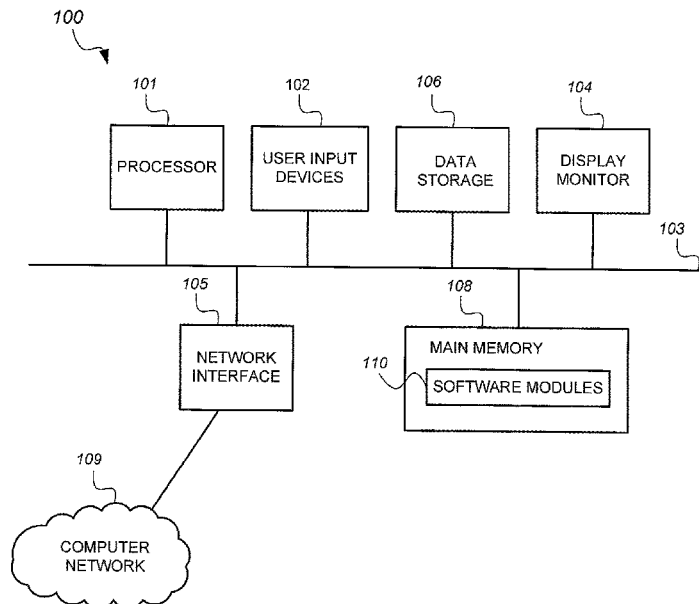 100
101
102
106
104
PROCESSOR
USER INPUT
DEVICES
DATA
STORAGE
DISPLAY
MONITOR
103
105
108
NETWORK
INTERFACE
MAIN MEMORY
110
SOFTWARE MODULES
109
COMPUTER
NETWORK